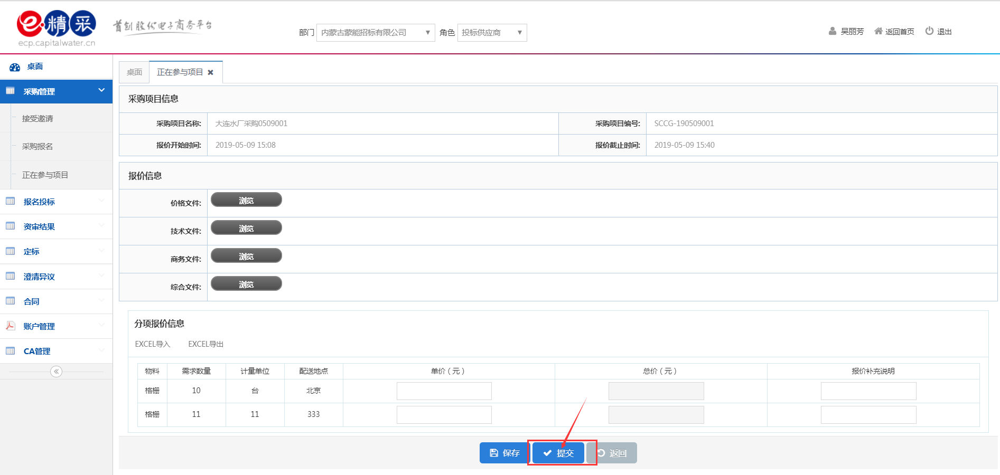 e精采
ecp.capitalwater.cn
首创股份电子商务平台
部门 内蒙古蒙能招标有限公司 ▼ 角色 投标供应商 ▼
吴丽芳 返回首页 退出
桌面
采购管理
接受邀请
采购报名
正在参与项目
报名投标
资审结果
定标
澄清异议
合同
账户管理
CA管理
桌面 正在参与项目 ✖
采购项目信息
采购项目名称: 大连水厂采购0509001 采购项目编号: SCCG-190509001
报价开始时间: 2019-05-09 15:08 报价截止时间: 2019-05-09 15:40
报价信息
价格文件: 浏览
技术文件: 浏览
商务文件: 浏览
综合文件: 浏览
分项报价信息
EXCEL导入 EXCEL导出
物料 需求数量 计量单位 配送地点 单价（元） 总价（元） 报价补充说明
格栅 10 台 北京
格栅 11 11 333
保存 提交 返回